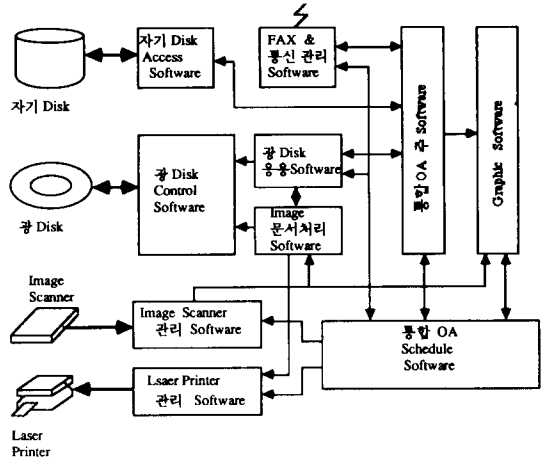 자기 Disk
Access
Software
FAX &
통신 관리
Software
자기 Disk
통합 OA 주 Software
Graphic Software
광 Disk
Control
Software
광 Disk
응용Software
광 Disk
Image
문서처리
Software
Image
Scanner
Image Scanner
관리 Software
통합 OA
Schedule
Software
Lsaer Printer
관리 Software
Laser
Printer